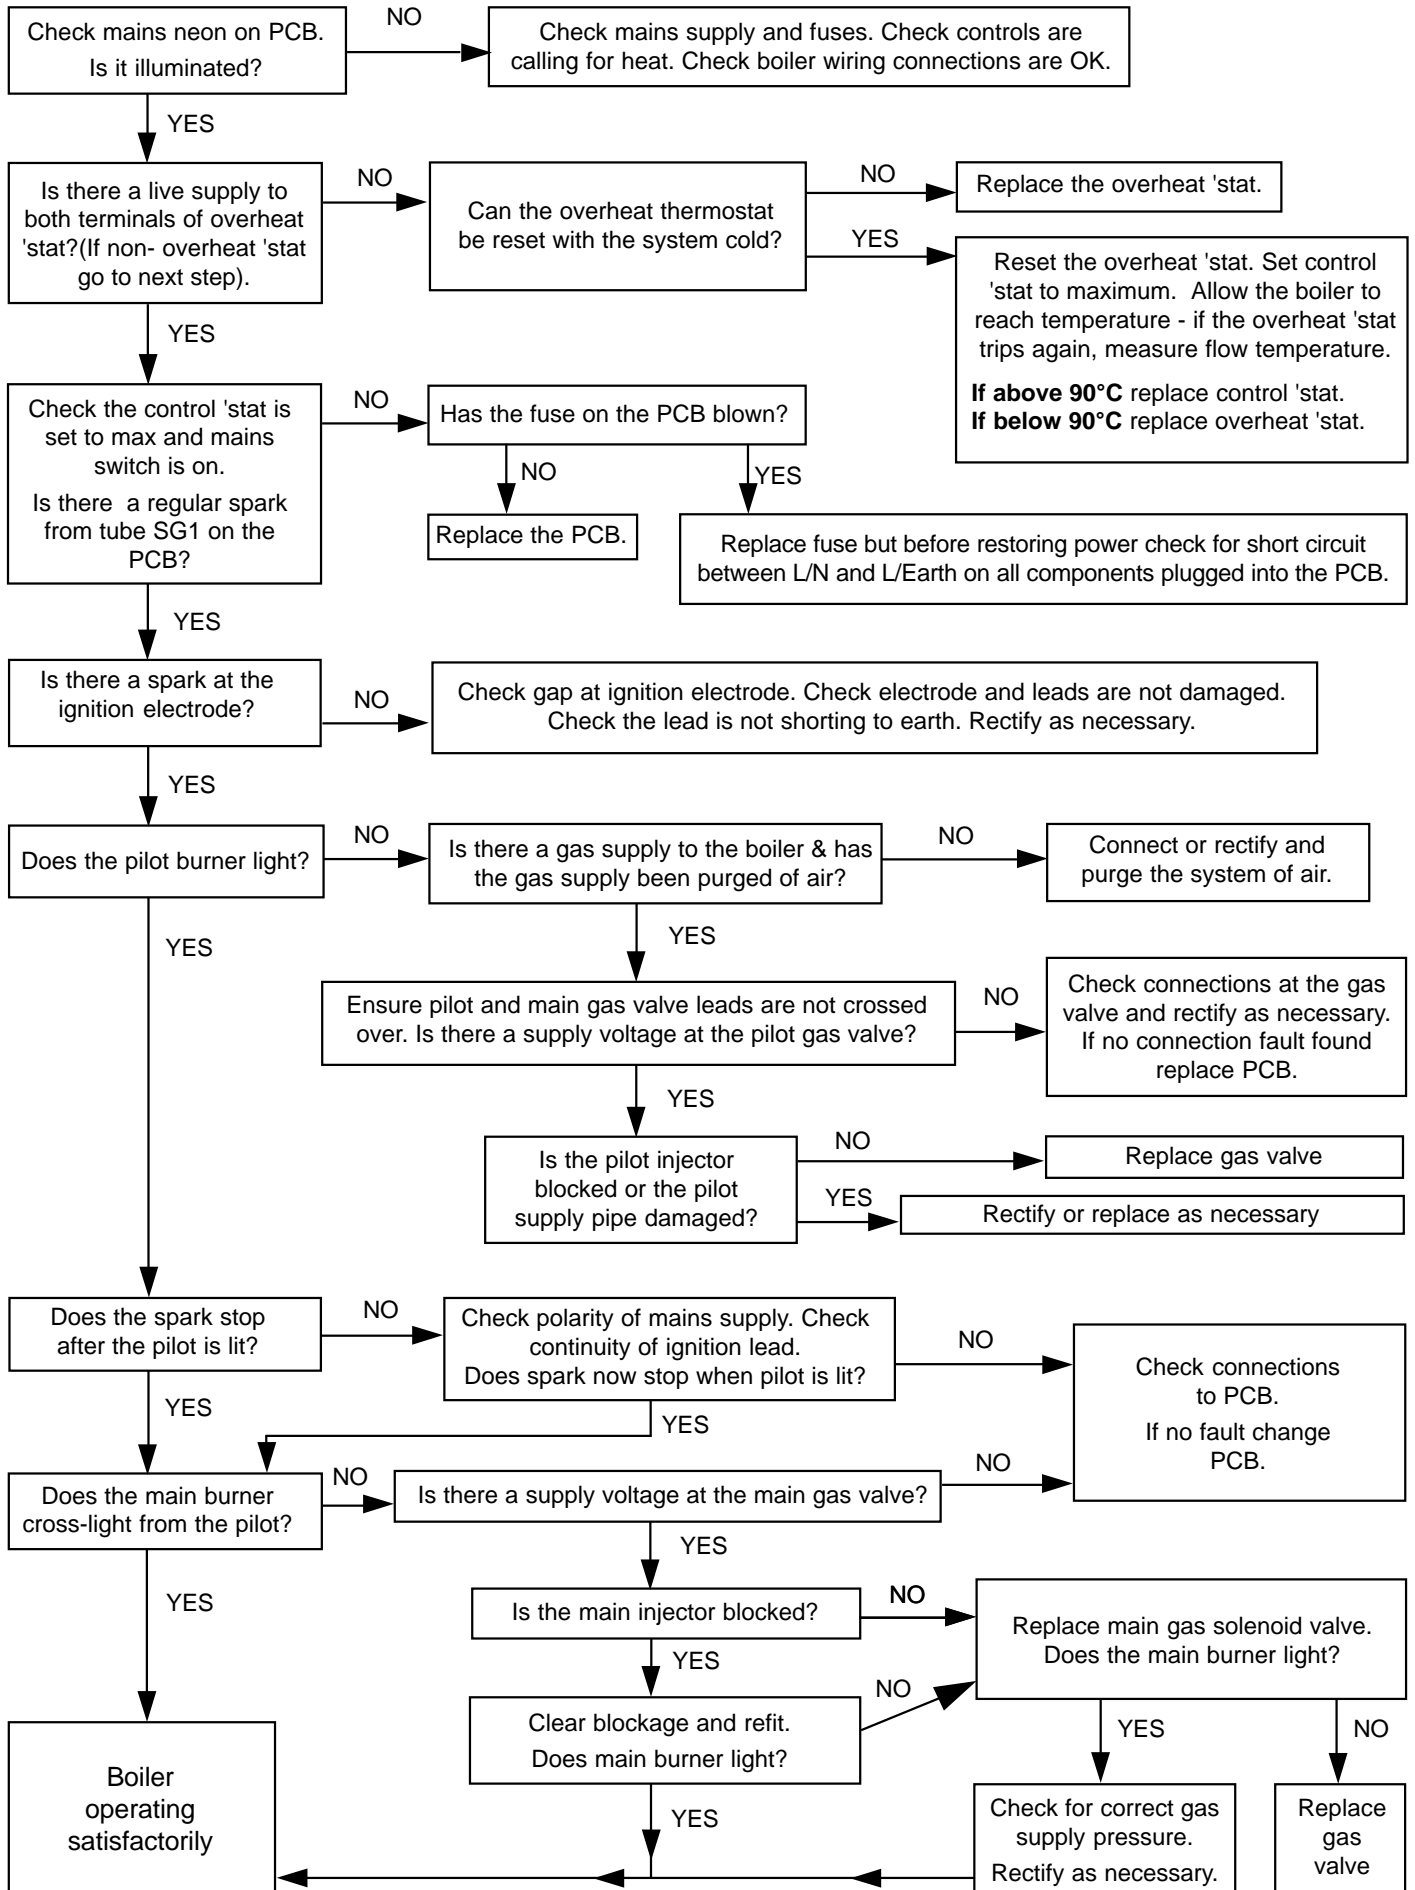 Check mains neon on PCB.
Is it illuminated?
NO
Check mains supply and fuses. Check controls are
calling for heat. Check boiler wiring connections are OK.
YES
Is there a live supply to
both terminals of overheat
'stat?(If non- overheat 'stat
go to next step).
NO
Can the overheat thermostat
be reset with the system cold?
NO
Replace the overheat 'stat.
YES
Reset the overheat 'stat. Set control
'stat to maximum. Allow the boiler to
reach temperature - if the overheat 'stat
trips again, measure flow temperature.
If above 90°C replace control 'stat.
If below 90°C replace overheat 'stat.
YES
Check the control 'stat is
set to max and mains
switch is on.
Is there a regular spark
from tube SG1 on the
PCB?
NO
Has the fuse on the PCB blown?
NO
Replace the PCB.
YES
Replace fuse but before restoring power check for short circuit
between L/N and L/Earth on all components plugged into the PCB.
YES
Is there a spark at the
ignition electrode?
NO
Check gap at ignition electrode. Check electrode and leads are not damaged.
Check the lead is not shorting to earth. Rectify as necessary.
YES
Does the pilot burner light?
NO
Is there a gas supply to the boiler & has
the gas supply been purged of air?
NO
Connect or rectify and
purge the system of air.
YES
YES
Ensure pilot and main gas valve leads are not crossed
over. Is there a supply voltage at the pilot gas valve?
NO
Check connections at the gas
valve and rectify as necessary.
If no connection fault found
replace PCB.
YES
Is the pilot injector
blocked or the pilot
supply pipe damaged?
NO
Replace gas valve
YES
Rectify or replace as necessary
Does the spark stop
after the pilot is lit?
NO
Check polarity of mains supply. Check
continuity of ignition lead.
Does spark now stop when pilot is lit?
NO
Check connections
to PCB.
If no fault change
PCB.
YES
YES
Does the main burner
cross-light from the pilot?
NO
Is there a supply voltage at the main gas valve?
NO
YES
YES
Is the main injector blocked?
NO
Replace main gas solenoid valve.
Does the main burner light?
YES
Clear blockage and refit.
Does main burner light?
NO
YES
NO
Boiler
operating
satisfactorily
YES
Check for correct gas
supply pressure.
Rectify as necessary.
Replace
gas
valve